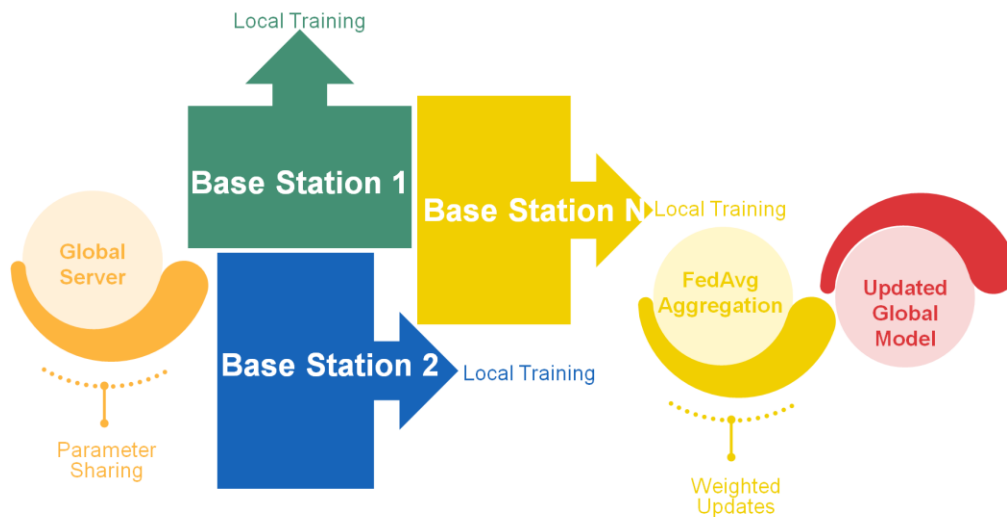 Local Training
Base Station 1
Base Station N
Local Training
Global
Server
FedAvg
Aggregation
Updated
Global
Model
Base Station 2
Local Training
Parameter
Sharing
Weighted
Updates